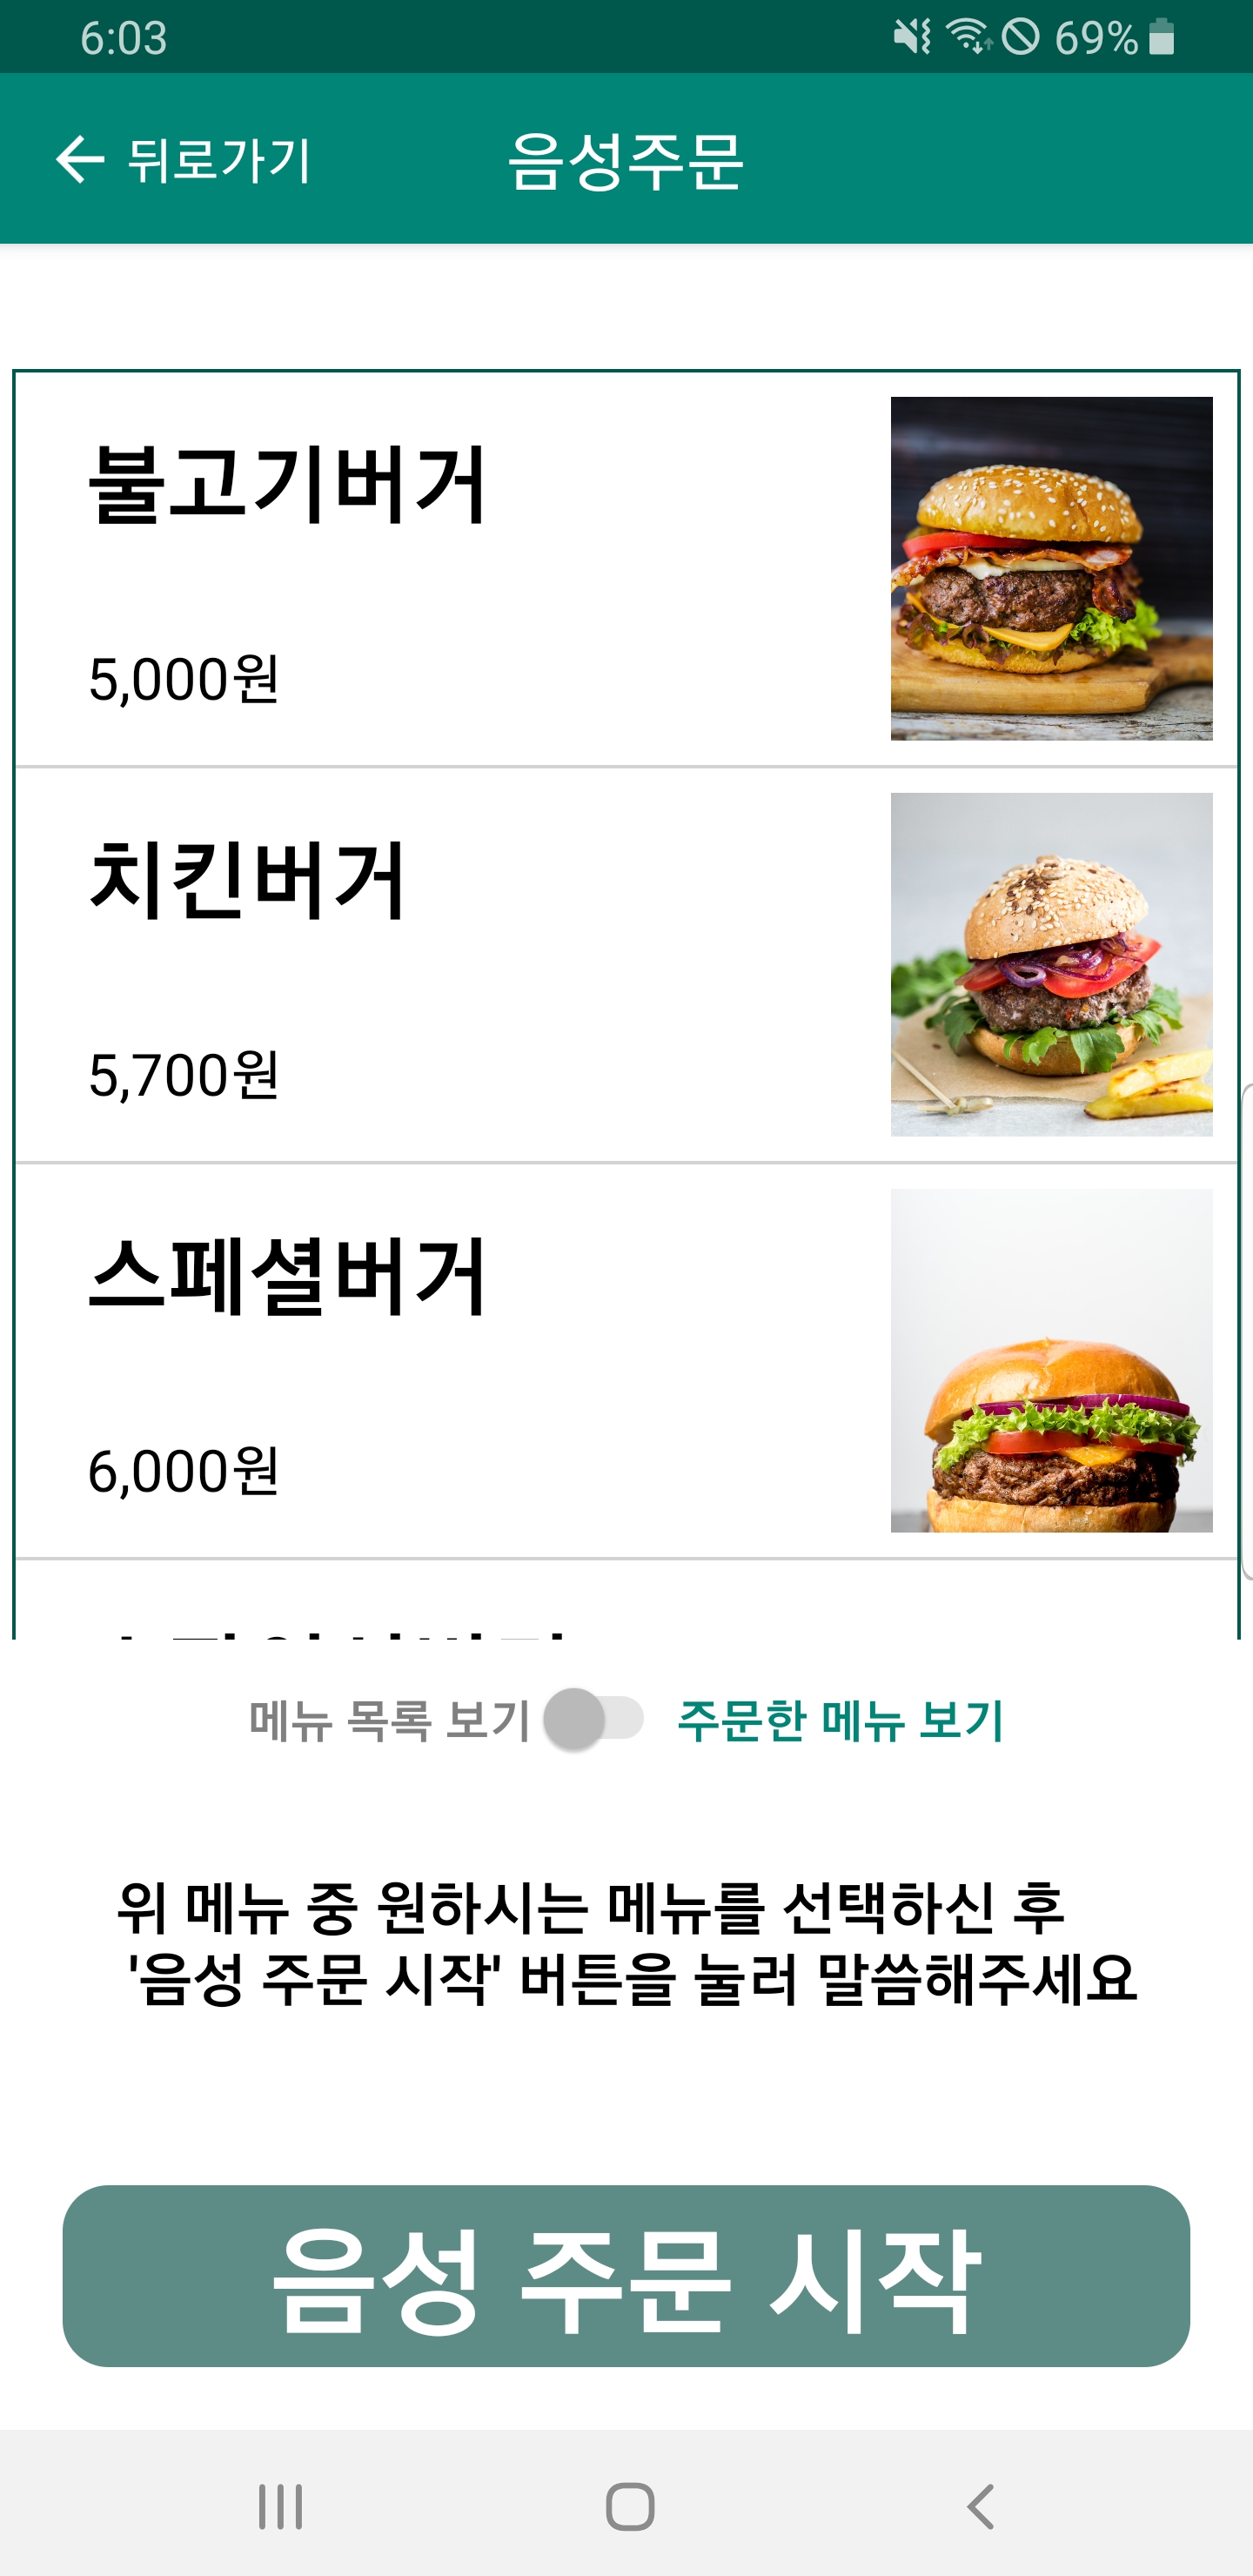 6:03
69%
뒤로가기
음성주문
불고기버거
5,000원
치킨버거
5,700원
스페셜버거
6,000원
메뉴 목록 보기
주문한 메뉴 보기
위 메뉴 중 원하시는 메뉴를 선택하신 후
'음성 주문 시작' 버튼을 눌러 말씀해주세요
음성 주문 시작